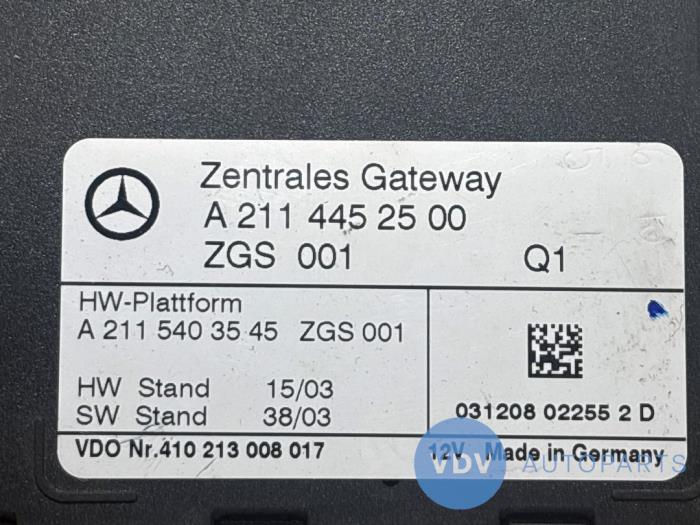 Zentrales Gateway
A 211 445 25 00
ZGS 001 Q1
HW-Plattform
A 211 540 35 45 ZGS 001
HW Stand 15/03
SW Stand 38/03
031208 02255 2 D
VDO Nr.410 213 008 017
12V Made in Germany
VDV AUTOPARTS